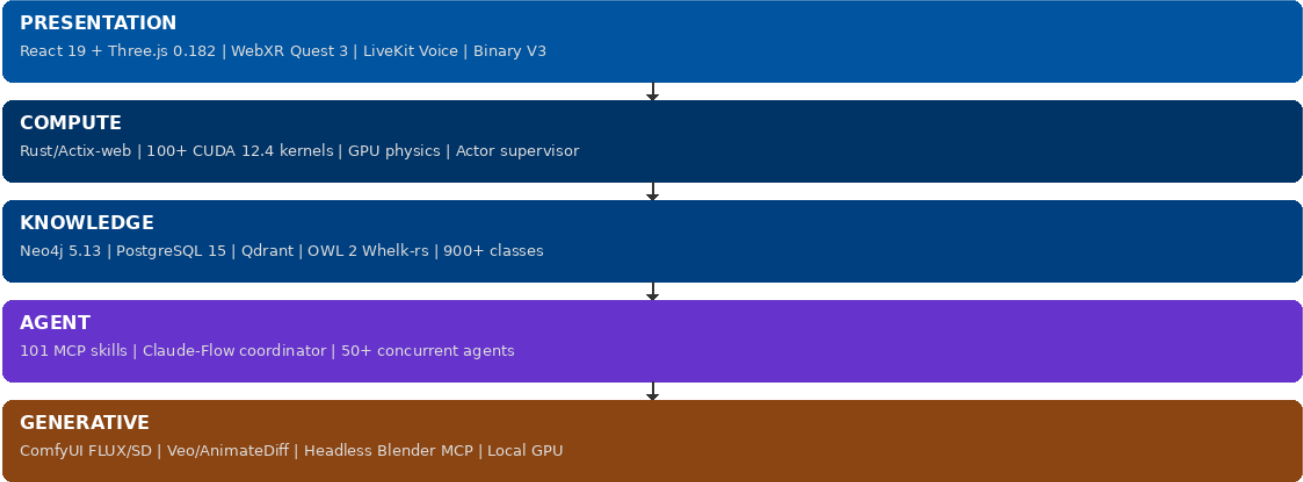 PRESENTATION
React 19 + Three.js 0.182 | WebXR Quest 3 | LiveKit Voice | Binary V3
COMPUTE
Rust/Actix-web | 100+ CUDA 12.4 kernels | GPU physics | Actor supervisor
KNOWLEDGE
Neo4j 5.13 | PostgreSQL 15 | Qdrant | OWL 2 Whelk-rs | 900+ classes
AGENT
101 MCP skills | Claude-Flow coordinator | 50+ concurrent agents
GENERATIVE
ComfyUI FLUX/SD | Veo/AnimateDiff | Headless Blender MCP | Local GPU